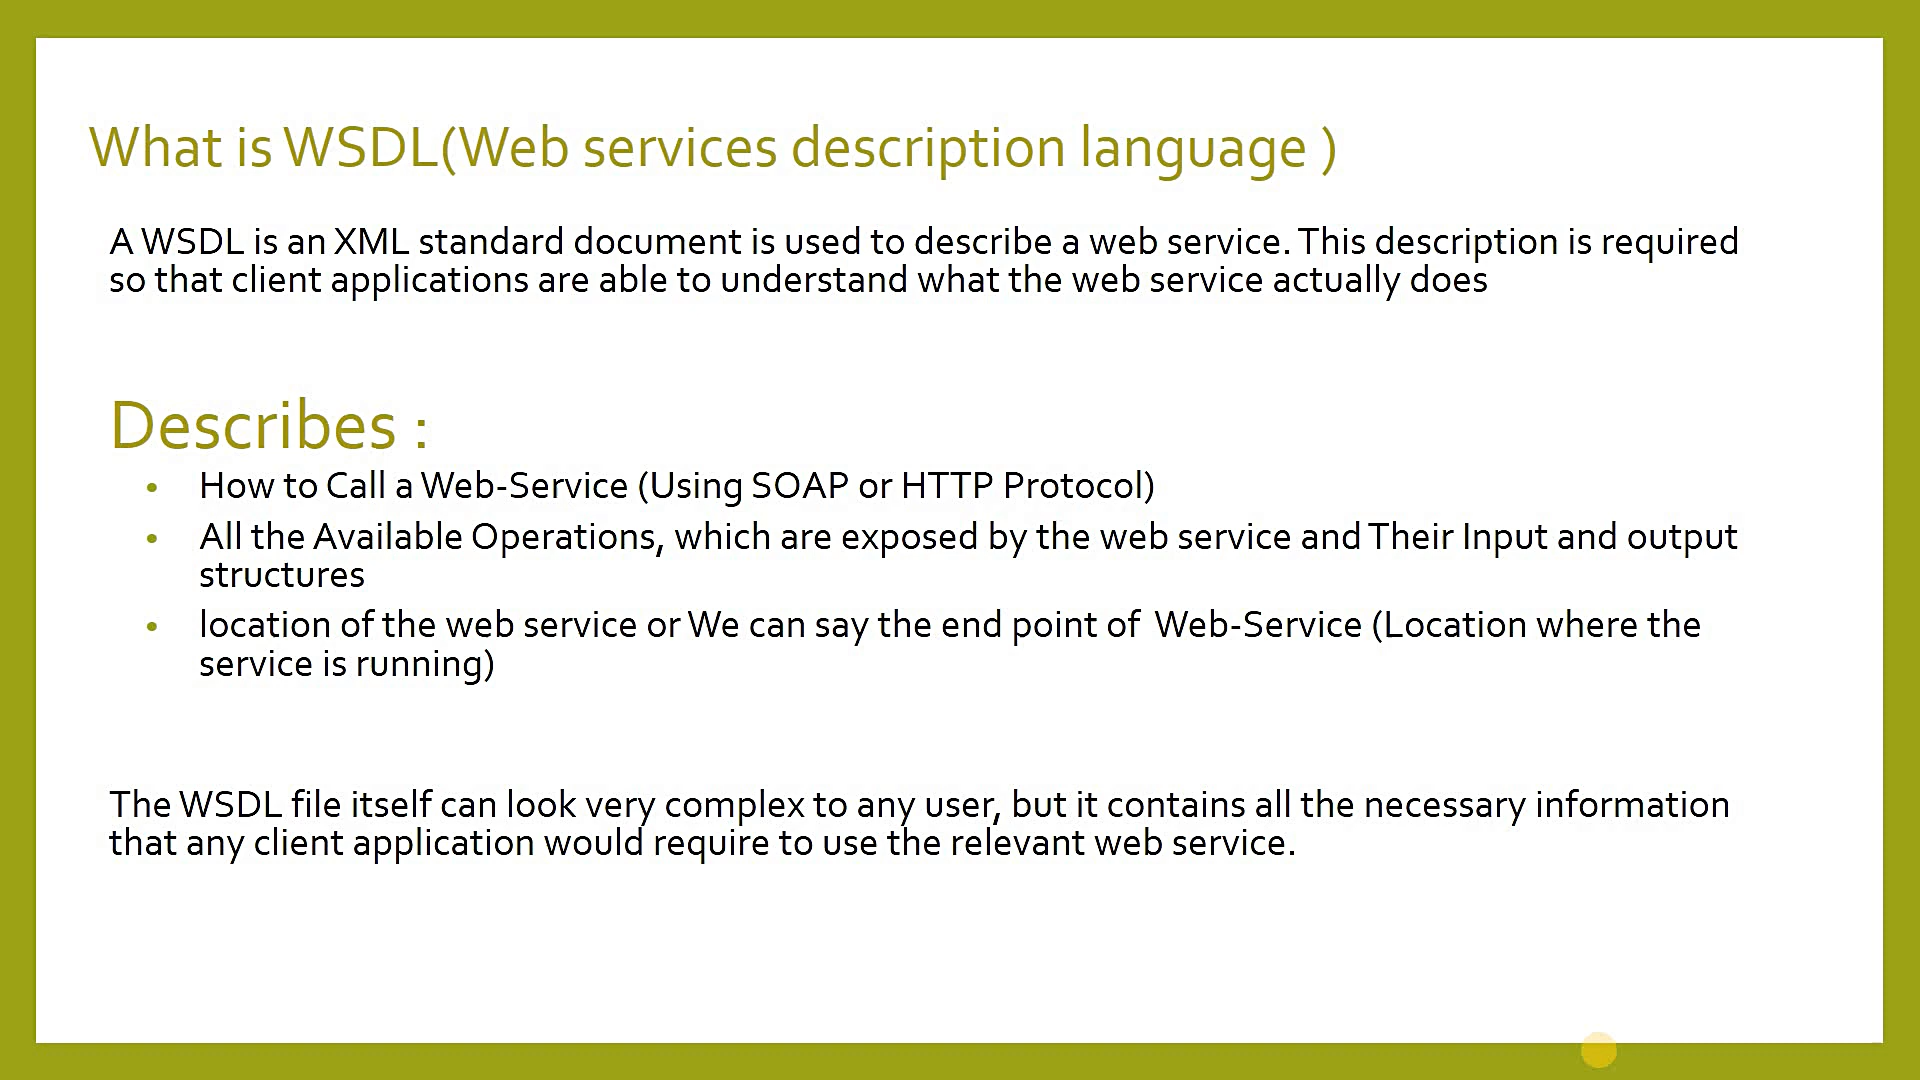 What is WSDL(Web services description language )
A WSDL is an XML standard document is used to describe a web service. This description is required
so that client applications are able to understand what the web service actually does
Describes :
• How to Call a Web-Service (Using SOAP or HTTP Protocol)
• All the Available Operations, which are exposed by the web service and Their Input and output
structures
• location of the web service or We can say the end point of Web-Service (Location where the
service is running)
The WSDL file itself can look very complex to any user, but it contains all the necessary information
that any client application would require to use the relevant web service.